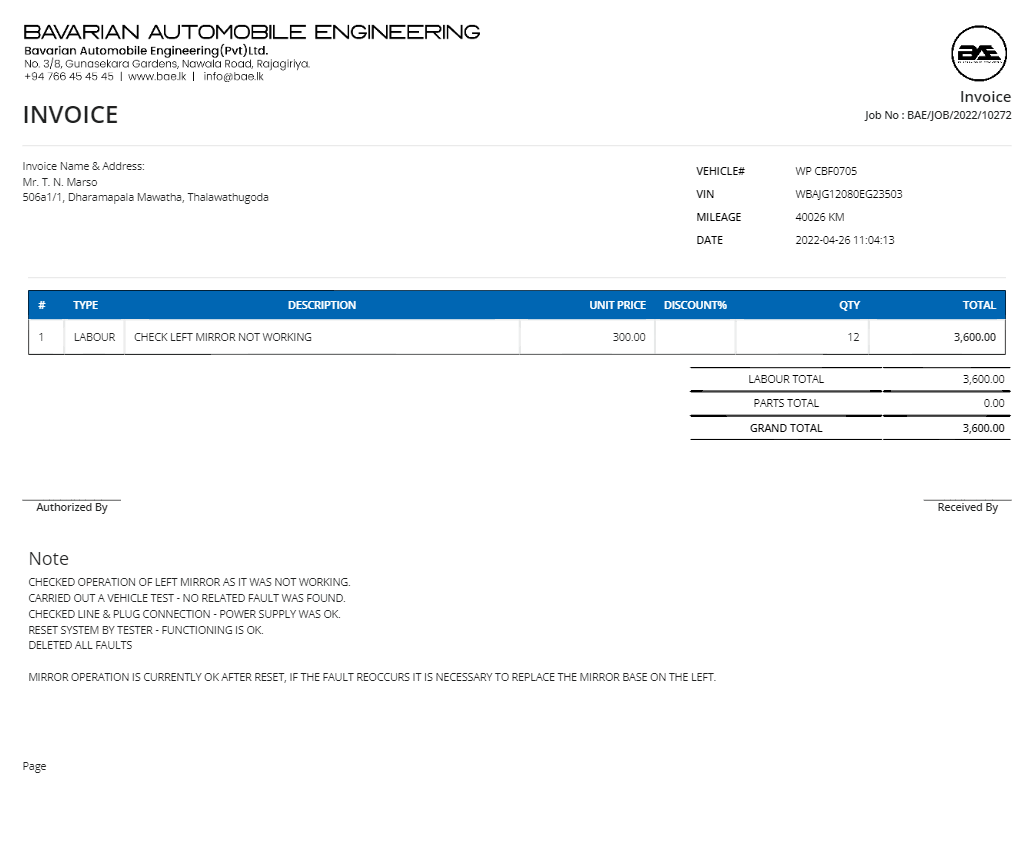 BAVARIAN AUTOMOBILE ENGINEERING
Bavarian Automobile Engineering(Pvt)Ltd.
No. 3/8, Gunasekara Gardens, Nawala Road, Rajagiriya.
+94 766 45 45 45 | www.bae.lk | info@bae.lk
BAE
Invoice
INVOICE
Job No : BAE/JOB/2022/10272
Invoice Name & Address:
Mr. T. N. Marso
506a1/1, Dharamapala Mawatha, Thalawathugoda
VEHICLE# WP CBF0705
VIN WBAJG12080EG23503
MILEAGE 40026 KM
DATE 2022-04-26 11:04:13
# TYPE DESCRIPTION UNIT PRICE DISCOUNT% QTY TOTAL
1 LABOUR CHECK LEFT MIRROR NOT WORKING 300.00 12 3,600.00
LABOUR TOTAL 3,600.00
PARTS TOTAL 0.00
GRAND TOTAL 3,600.00
Authorized By Received By
Note
CHECKED OPERATION OF LEFT MIRROR AS IT WAS NOT WORKING.
CARRIED OUT A VEHICLE TEST - NO RELATED FAULT WAS FOUND.
CHECKED LINE & PLUG CONNECTION - POWER SUPPLY WAS OK.
RESET SYSTEM BY TESTER - FUNCTIONING IS OK.
DELETED ALL FAULTS
MIRROR OPERATION IS CURRENTLY OK AFTER RESET, IF THE FAULT REOCCURS IT IS NECESSARY TO REPLACE THE MIRROR BASE ON THE LEFT.
Page